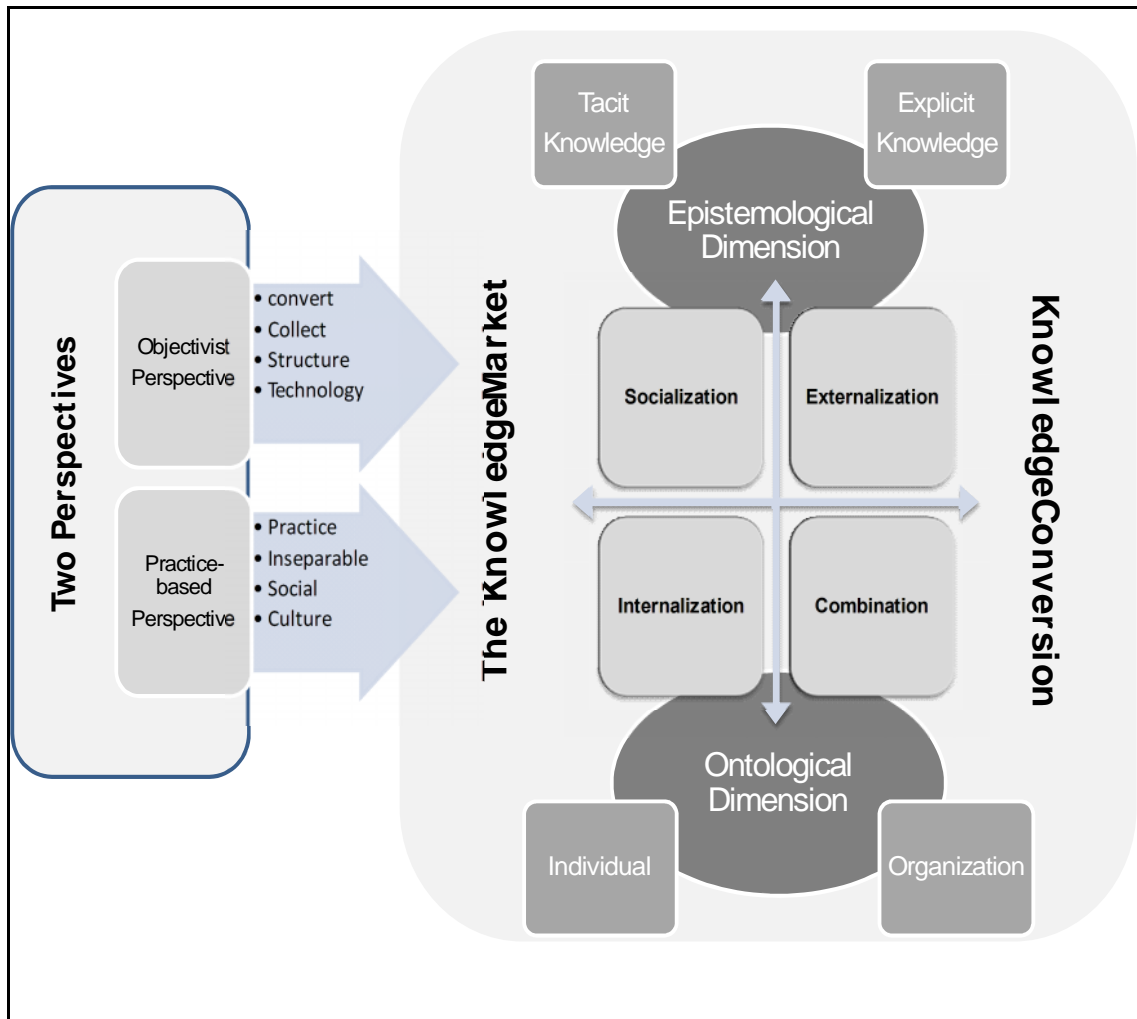 Two Perspectives
Objectivist
Perspective
• convert
• Collect
• Structure
• Technology
Practice-
based
Perspective
• Practice
• Inseparable
• Social
• Culture
The KnowledgeMarket
Tacit
Knowledge
Explicit
Knowledge
Epistemological
Dimension
Socialization
Externalization
Internalization
Combination
Ontological
Dimension
Individual
Organization
KnowledgeConversion